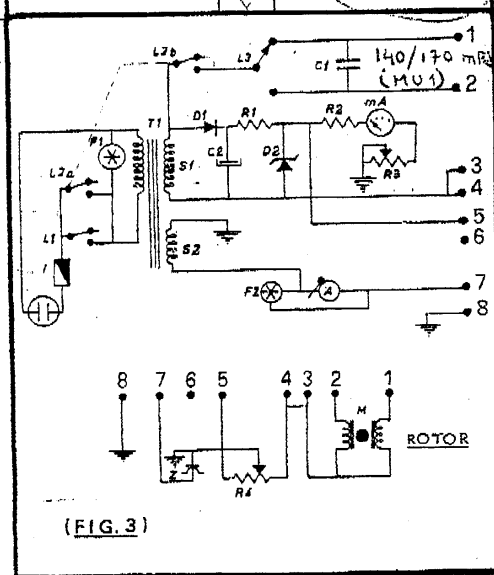 L2b
L3
1
C1
140/170 mF
(MU1)
2
T1
D1
R1
R2
mA
F1
L2a
S1
C2
D2
R3
3
4
L1
S2
5
6
I
F2
A
7
8
8 7 6 5 4 3 2 1
M
ROTOR
Z
R4
(FIG. 3)